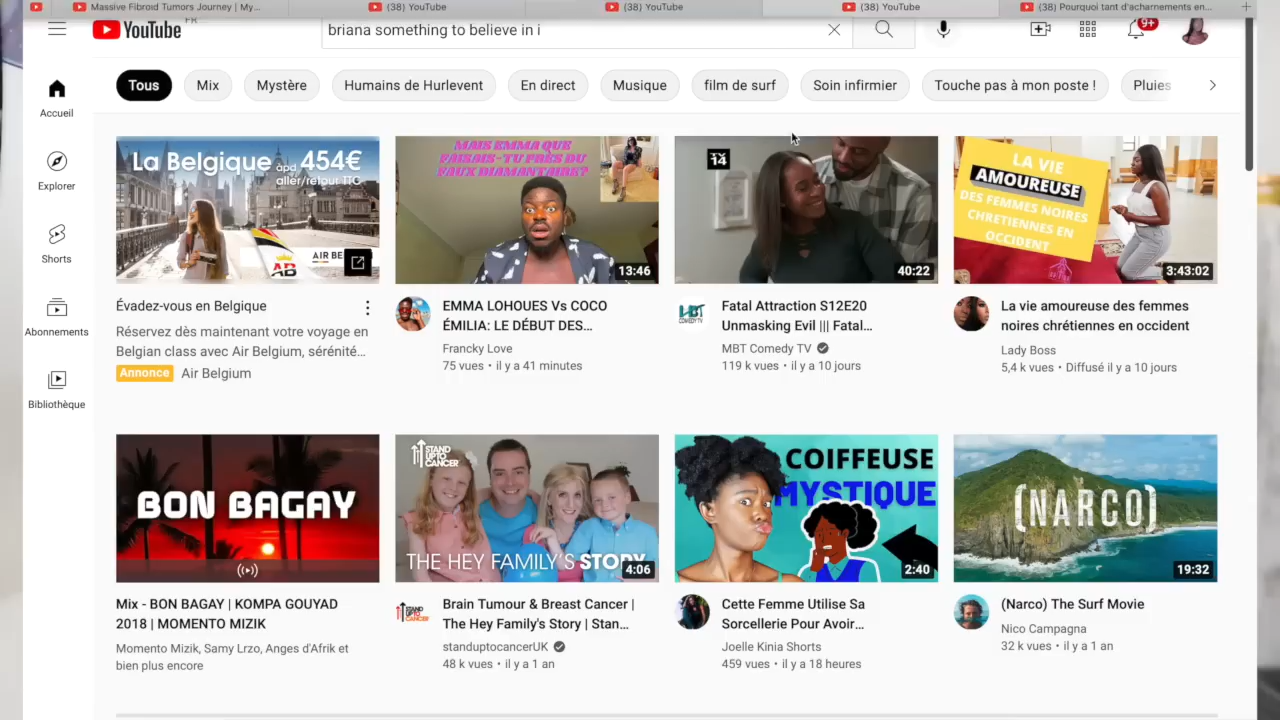 Massive Fibroid Tumors Journey | My...
(38) YouTube
(38) YouTube
(38) YouTube
(38) Pourquoi tant d'acharnements en...
YouTube FR
briana something to believe in i
9+
Tous
Mix
Mystère
Humains de Hurlevent
En direct
Musique
film de surf
Soin infirmier
Touche pas à mon poste !
Pluies
Accueil
Explorer
Shorts
Abonnements
Bibliothèque
La Belgique àpd 454€
aller/retour TTC
AB
AIR BE
Évadez-vous en Belgique
Réservez dès maintenant votre voyage en
Belgian class avec Air Belgium, sérénité...
Annonce Air Belgium
MAIS EMMA QUE
FAISAIS-TU PRÈS DU
FAUX DIAMANTAIRE?
13:46
EMMA LOHOUES Vs COCO
ÉMILIA: LE DÉBUT DES...
Francky Love
75 vues • il y a 41 minutes
TV
14
40:22
MBT
COMEDY TV
Fatal Attraction S12E20
Unmasking Evil ||| Fatal...
MBT Comedy TV
119 k vues • il y a 10 jours
LA VIE
AMOUREUSE
DES FEMMES NOIRES
CHRETIENNES EN
OCCIDENT
3:43:02
La vie amoureuse des femmes
noires chrétiennes en occident
Lady Boss
5,4 k vues • Diffusé il y a 10 jours
BON BAGAY
Mix - BON BAGAY | KOMPA GOUYAD
2018 | MOMENTO MIZIK
Momento Mizik, Samy Lrzo, Anges d'Afrik et
bien plus encore
STAND
UP TO
CANCER
THE HEY FAMILY'S STORY
4:06
STAND
UP TO
CANCER
Brain Tumour & Breast Cancer |
The Hey Family's Story | Stan...
standuptocancerUK
48 k vues • il y a 1 an
COIFFEUSE
MYSTIQUE
2:40
Cette Femme Utilise Sa
Sorcellerie Pour Avoir...
Joelle Kinia Shorts
459 vues • il y a 18 heures
(NARCO)
19:32
(Narco) The Surf Movie
Nico Campagna
32 k vues • il y a 1 an